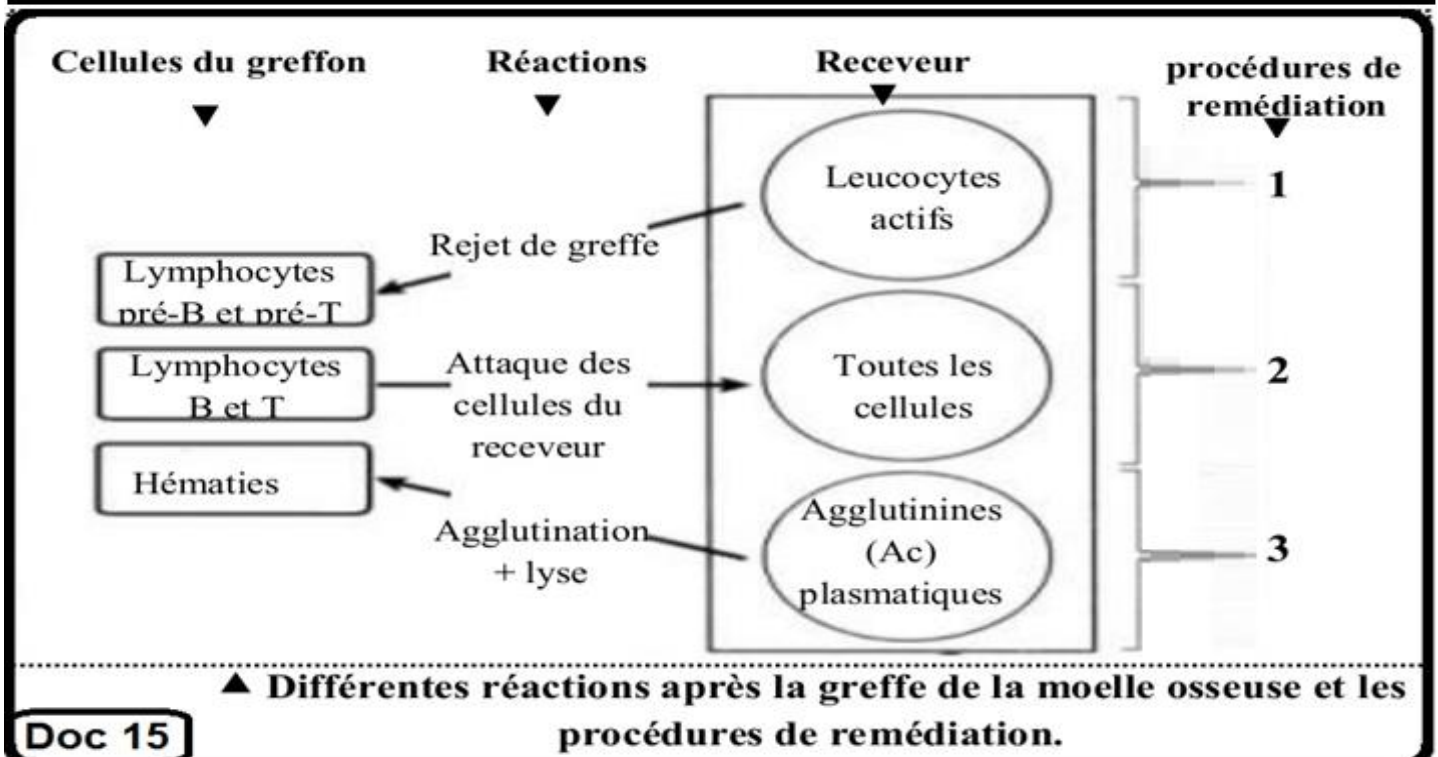 Cellules du greffon
Réactions
Receveur
procédures de
remédiation
Leucocytes
actifs
1
Rejet de greffe
Lymphocytes
pré-B et pré-T
Lymphocytes
B et T
Attaque des
cellules du
receveur
Toutes les
cellules
2
Hématies
Agglutination
+ lyse
Agglutinines
(Ac)
plasmatiques
3
▲ Différentes réactions après la greffe de la moelle osseuse et les
procédures de remédiation.
Doc 15